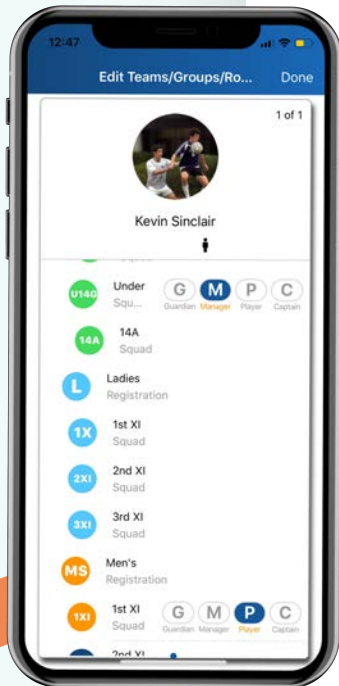 12:47
Edit Teams/Groups/Ro... Done
1 of 1
Kevin Sinclair
U14G Under G M P C
Squ... Guardian Manager Player Captain
14A 14A
Squad
L Ladies
Registration
1X 1st XI
Squad
2XI 2nd XI
Squad
3XI 3rd XI
Squad
MS Men's
Registration
1XI 1st XI G M P C
Squad Guardian Manager Player Captain
2nd XI